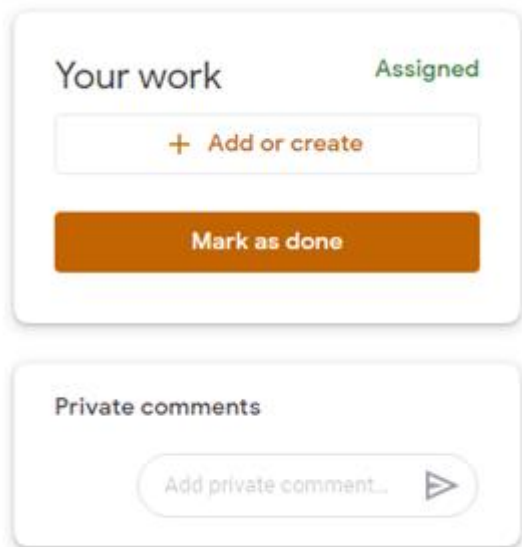 Your work
Assigned
+ Add or create
Mark as done
Private comments
Add private comment...